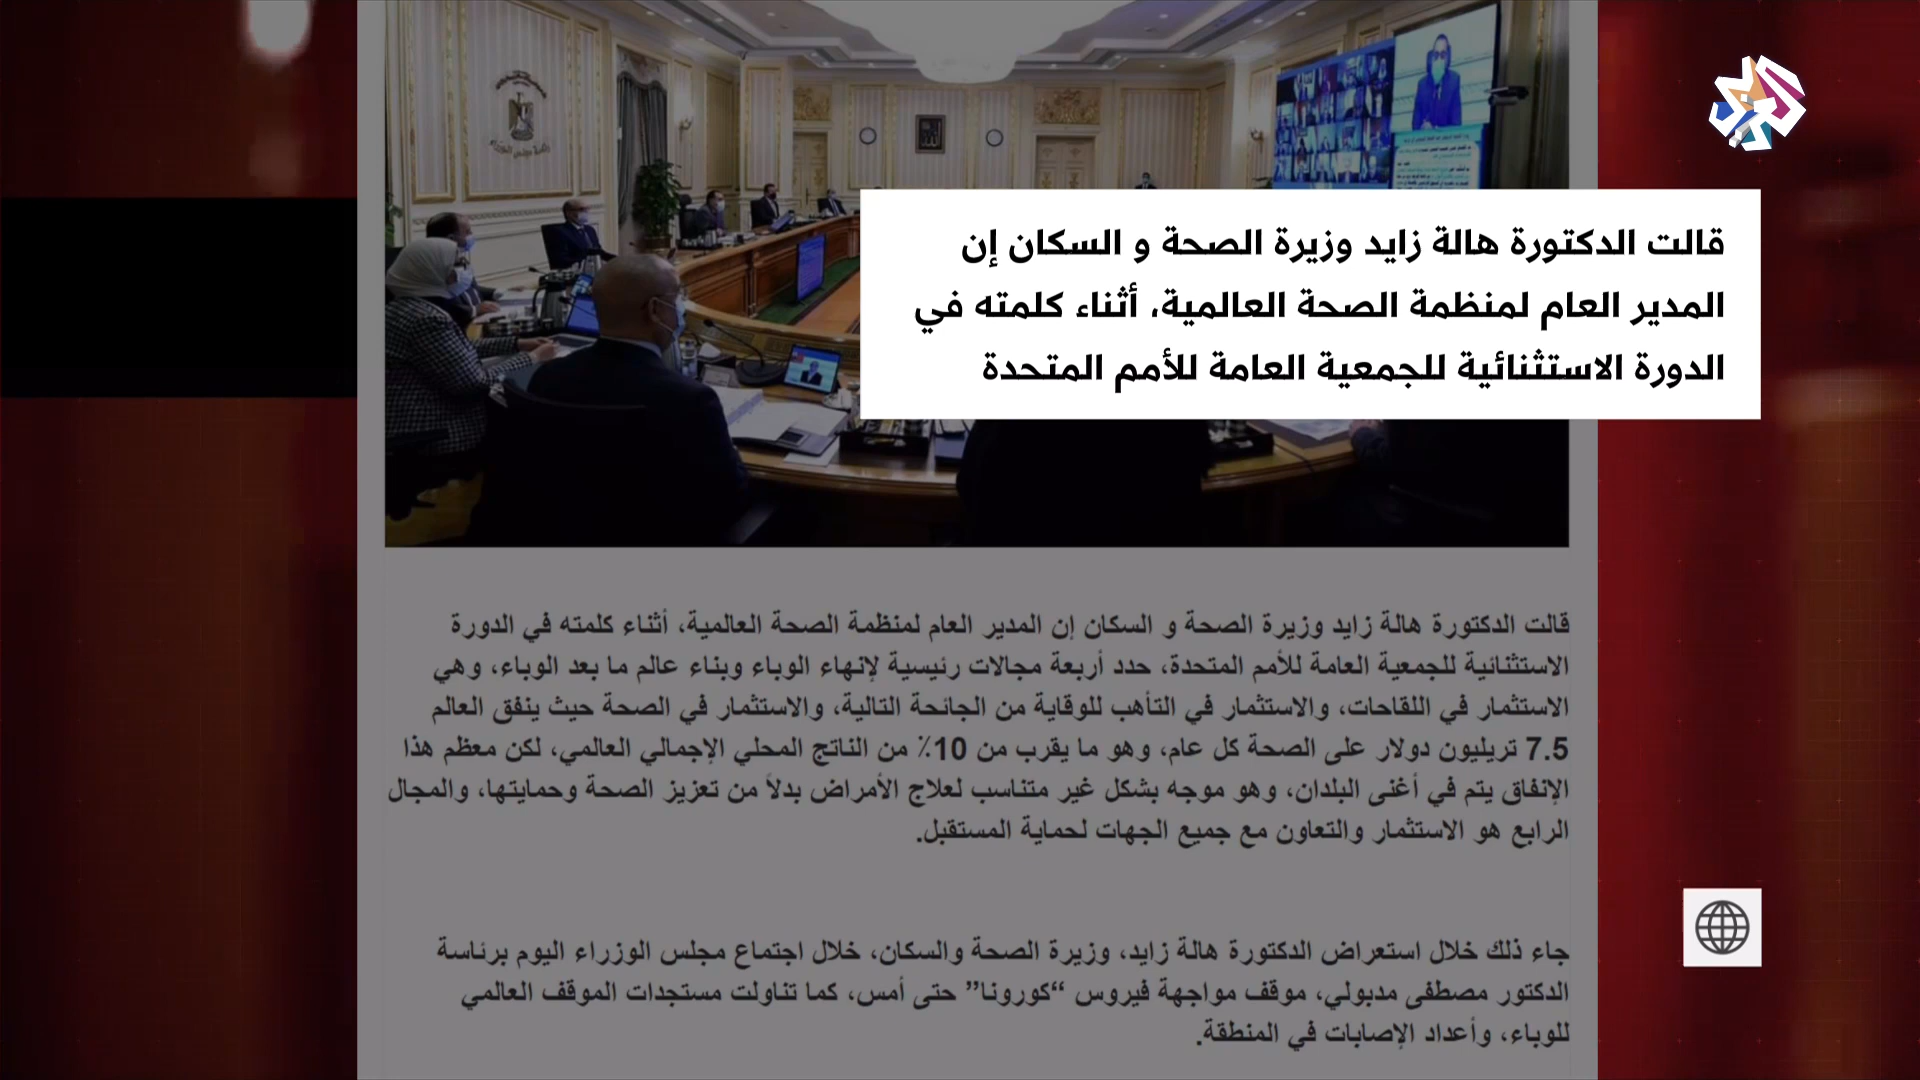 قالت الدكتورة هالة زايد وزيرة الصحة و السكان إن
المدير العام لمنظمة الصحة العالمية، أثناء كلمته في
الدورة الاستثنائية للجمعية العامة للأمم المتحدة
قالت الدكتورة هالة زايد وزيرة الصحة و السكان إن المدير العام لمنظمة الصحة العالمية، أثناء كلمته في الدورة
الاستثنائية للجمعية العامة للأمم المتحدة، حدد أربعة مجالات رئيسية لإنهاء الوباء وبناء عالم ما بعد الوباء، وهي
الاستثمار في اللقاحات، والاستثمار في التأهب للوقاية من الجائحة التالية، والاستثمار في الصحة حيث ينفق العالم
7.5 تريليون دولار على الصحة كل عام، وهو ما يقرب من 10٪ من الناتج المحلي الإجمالي العالمي، لكن معظم هذا
الإنفاق يتم في أغنى البلدان، وهو موجه بشكل غير متناسب لعلاج الأمراض بدلاً من تعزيز الصحة وحمايتها، والمجال
الرابع هو الاستثمار والتعاون مع جميع الجهات لحماية المستقبل.
جاء ذلك خلال استعراض الدكتورة هالة زايد، وزيرة الصحة والسكان، خلال اجتماع مجلس الوزراء اليوم برئاسة
الدكتور مصطفى مدبولي، موقف مواجهة فيروس “كورونا” حتى أمس، كما تناولت مستجدات الموقف العالمي
للوباء، وأعداد الإصابات في المنطقة.